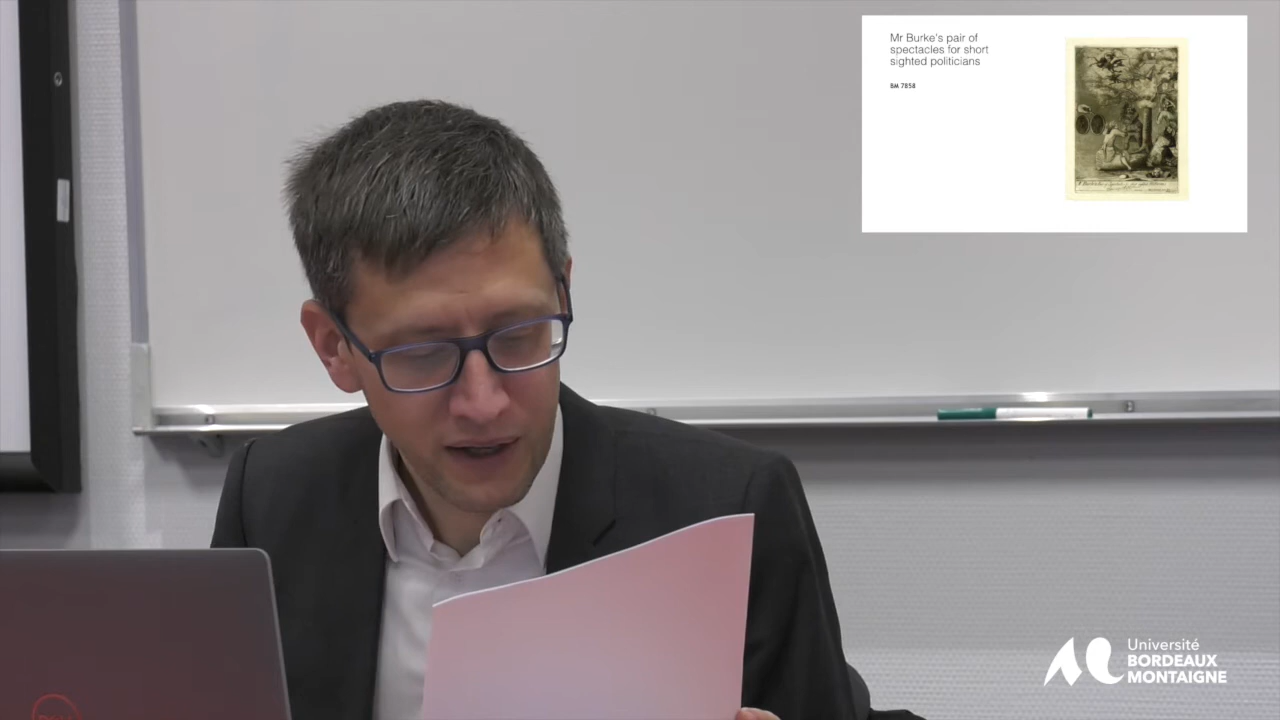 Mr Burke's pair of
spectacles for short
sighted politicians
BM 7858
Université
BORDEAUX
MONTAIGNE